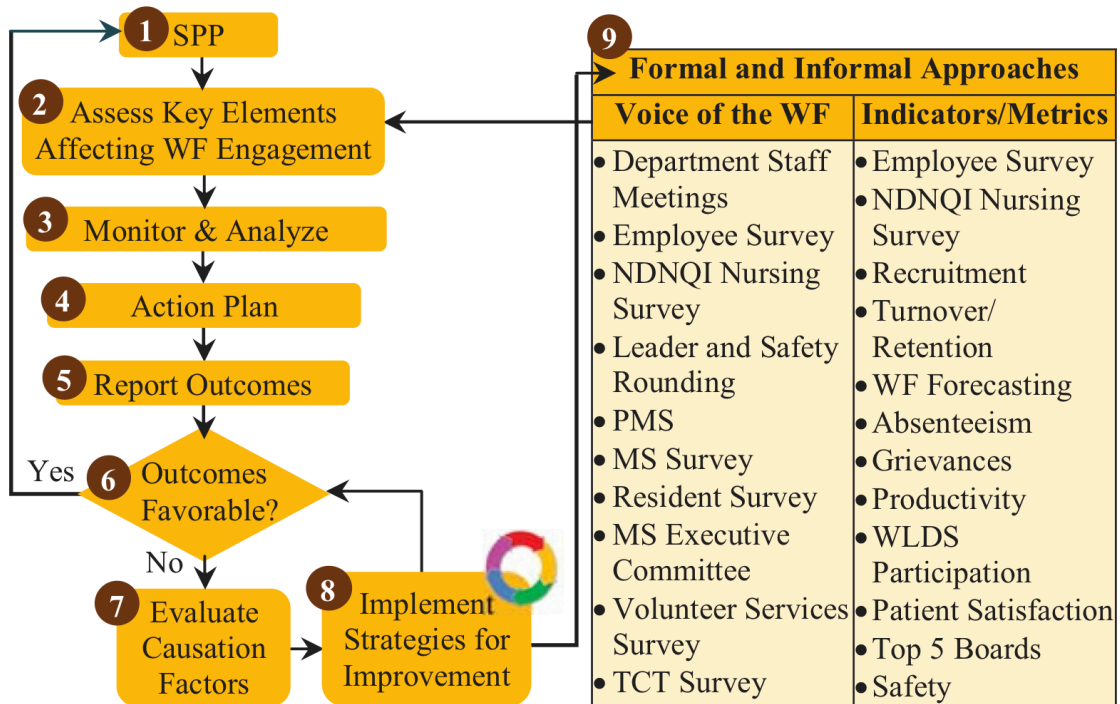 1 SPP
2 Assess Key Elements
Affecting WF Engagement
3 Monitor & Analyze
4 Action Plan
5 Report Outcomes
Yes
6 Outcomes
Favorable?
No
7 Evaluate
Causation
Factors
8 Implement
Strategies for
Improvement
9
Formal and Informal Approaches
Voice of the WF
• Department Staff
Meetings
• Employee Survey
• NDNQI Nursing
Survey
• Leader and Safety
Rounding
• PMS
• MS Survey
• Resident Survey
• MS Executive
Committee
• Volunteer Services
Survey
• TCT Survey
Indicators/Metrics
• Employee Survey
• NDNQI Nursing
Survey
• Recruitment
• Turnover/
Retention
• WF Forecasting
• Absenteeism
• Grievances
• Productivity
• WLDS
Participation
• Patient Satisfaction
• Top 5 Boards
• Safety